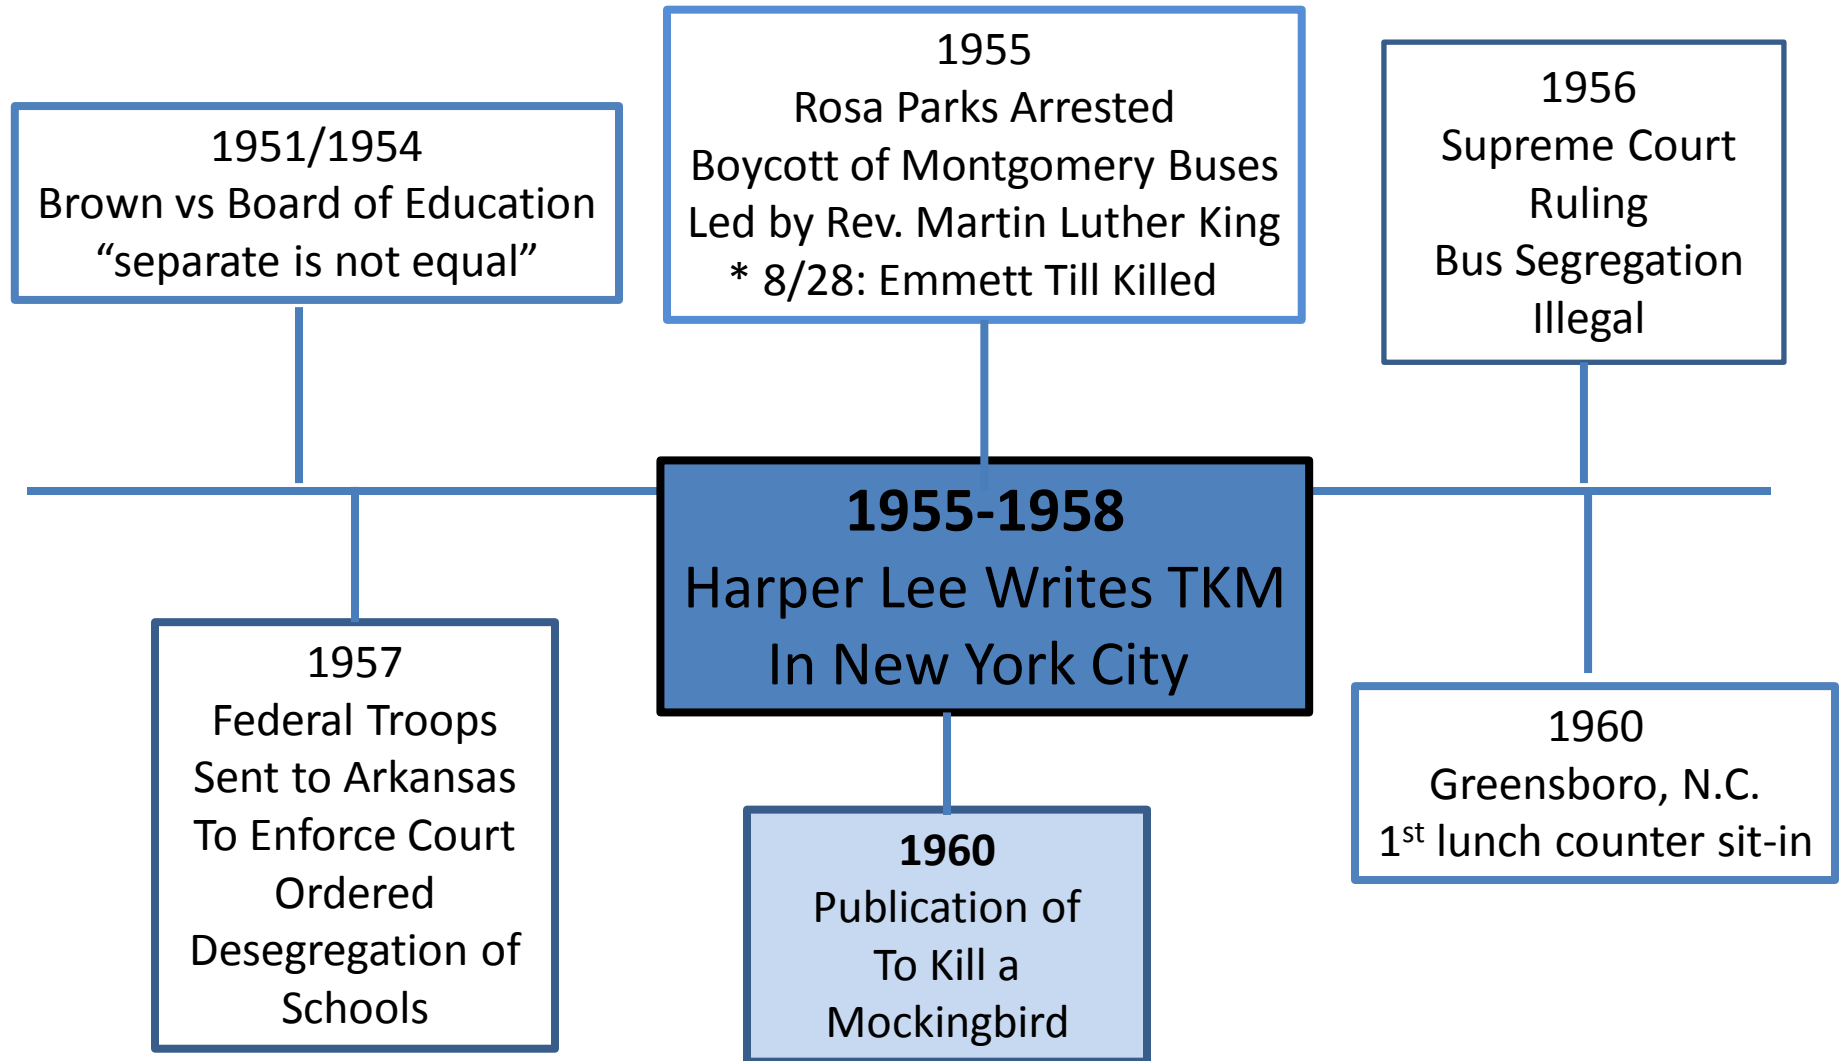 1951/1954
Brown vs Board of Education
“separate is not equal”
1955
Rosa Parks Arrested
Boycott of Montgomery Buses
Led by Rev. Martin Luther King
* 8/28: Emmett Till Killed
1956
Supreme Court
Ruling
Bus Segregation
Illegal
1955-1958
Harper Lee Writes TKM
In New York City
1957
Federal Troops
Sent to Arkansas
To Enforce Court
Ordered
Desegregation of
Schools
1960
Publication of
To Kill a
Mockingbird
1960
Greensboro, N.C.
1st lunch counter sit-in